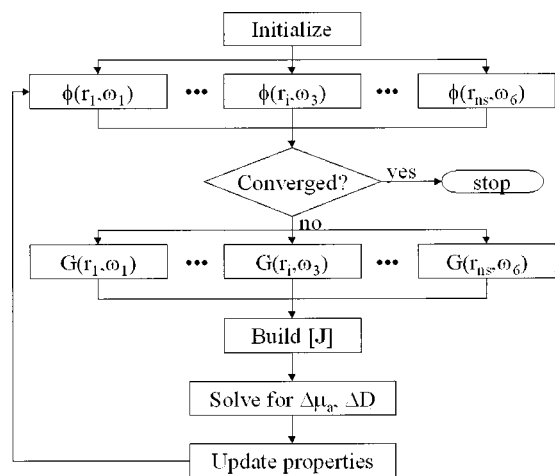 Initialize
ϕ(r₁,ω₁) ••• ϕ(rᵢ,ω₃) ••• ϕ(rₙₛ,ω₆)
Converged? yes stop
no
G(r₁,ω₁) ••• G(rᵢ,ω₃) ••• G(rₙₛ,ω₆)
Build [J]
Solve for Δμₐ, ΔD
Update properties